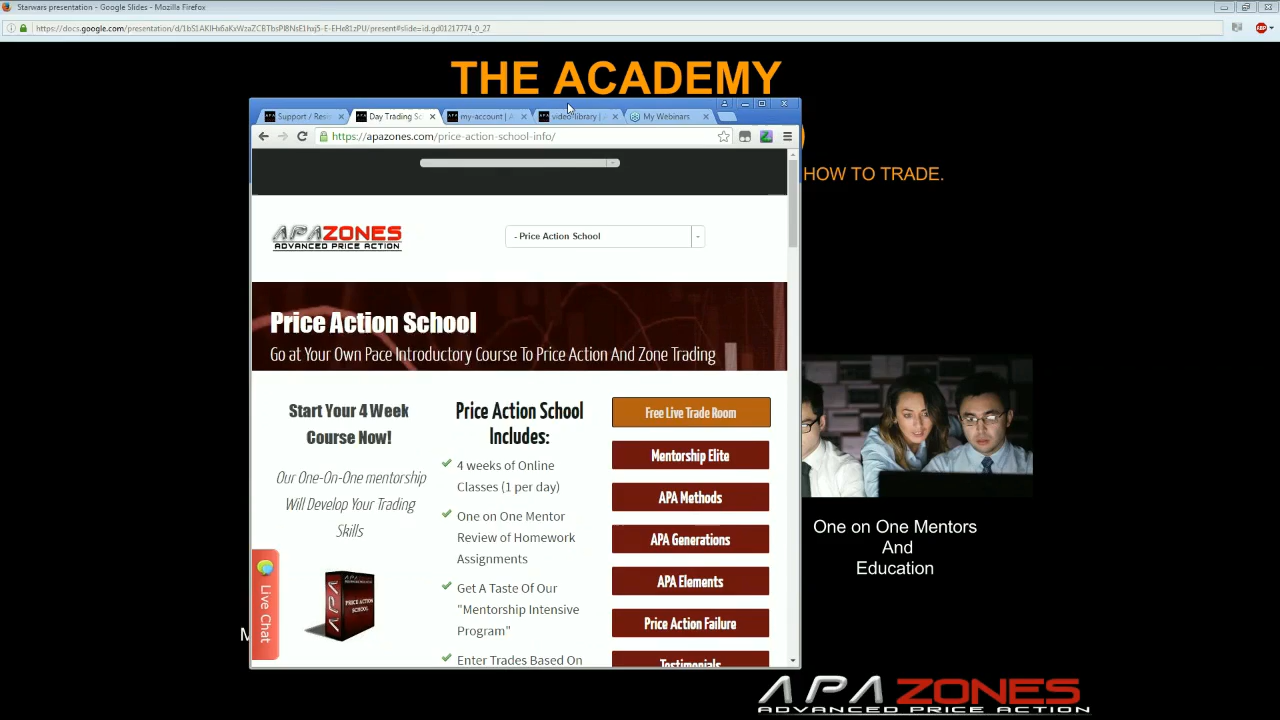 Starwars presentation - Google Slides - Mozilla Firefox
THE ACADEMY
Support / Res
Day Trading Sc
my-account | A
video-library | A
My Webinars
https://apazones.com/price-action-school-info/
HOW TO TRADE.
APAZONES
ADVANCED PRICE ACTION
- Price Action School
Price Action School
Go at Your Own Pace Introductory Course To Price Action And Zone Trading
Start Your 4 Week
Course Now!
Our One-On-One mentorship
Will Develop Your Trading
Skills
APA
PRICE ACTION
SCHOOL
Live Chat
Price Action School
Includes:
4 weeks of Online
Classes (1 per day)
One on One Mentor
Review of Homework
Assignments
Get A Taste Of Our
"Mentorship Intensive
Program"
Enter Trades Based On
Free Live Trade Room
Mentorship Elite
APA Methods
APA Generations
APA Elements
Price Action Failure
Testimonials
One on One Mentors
And
Education
M
APAZONES
ADVANCED PRICE ACTION